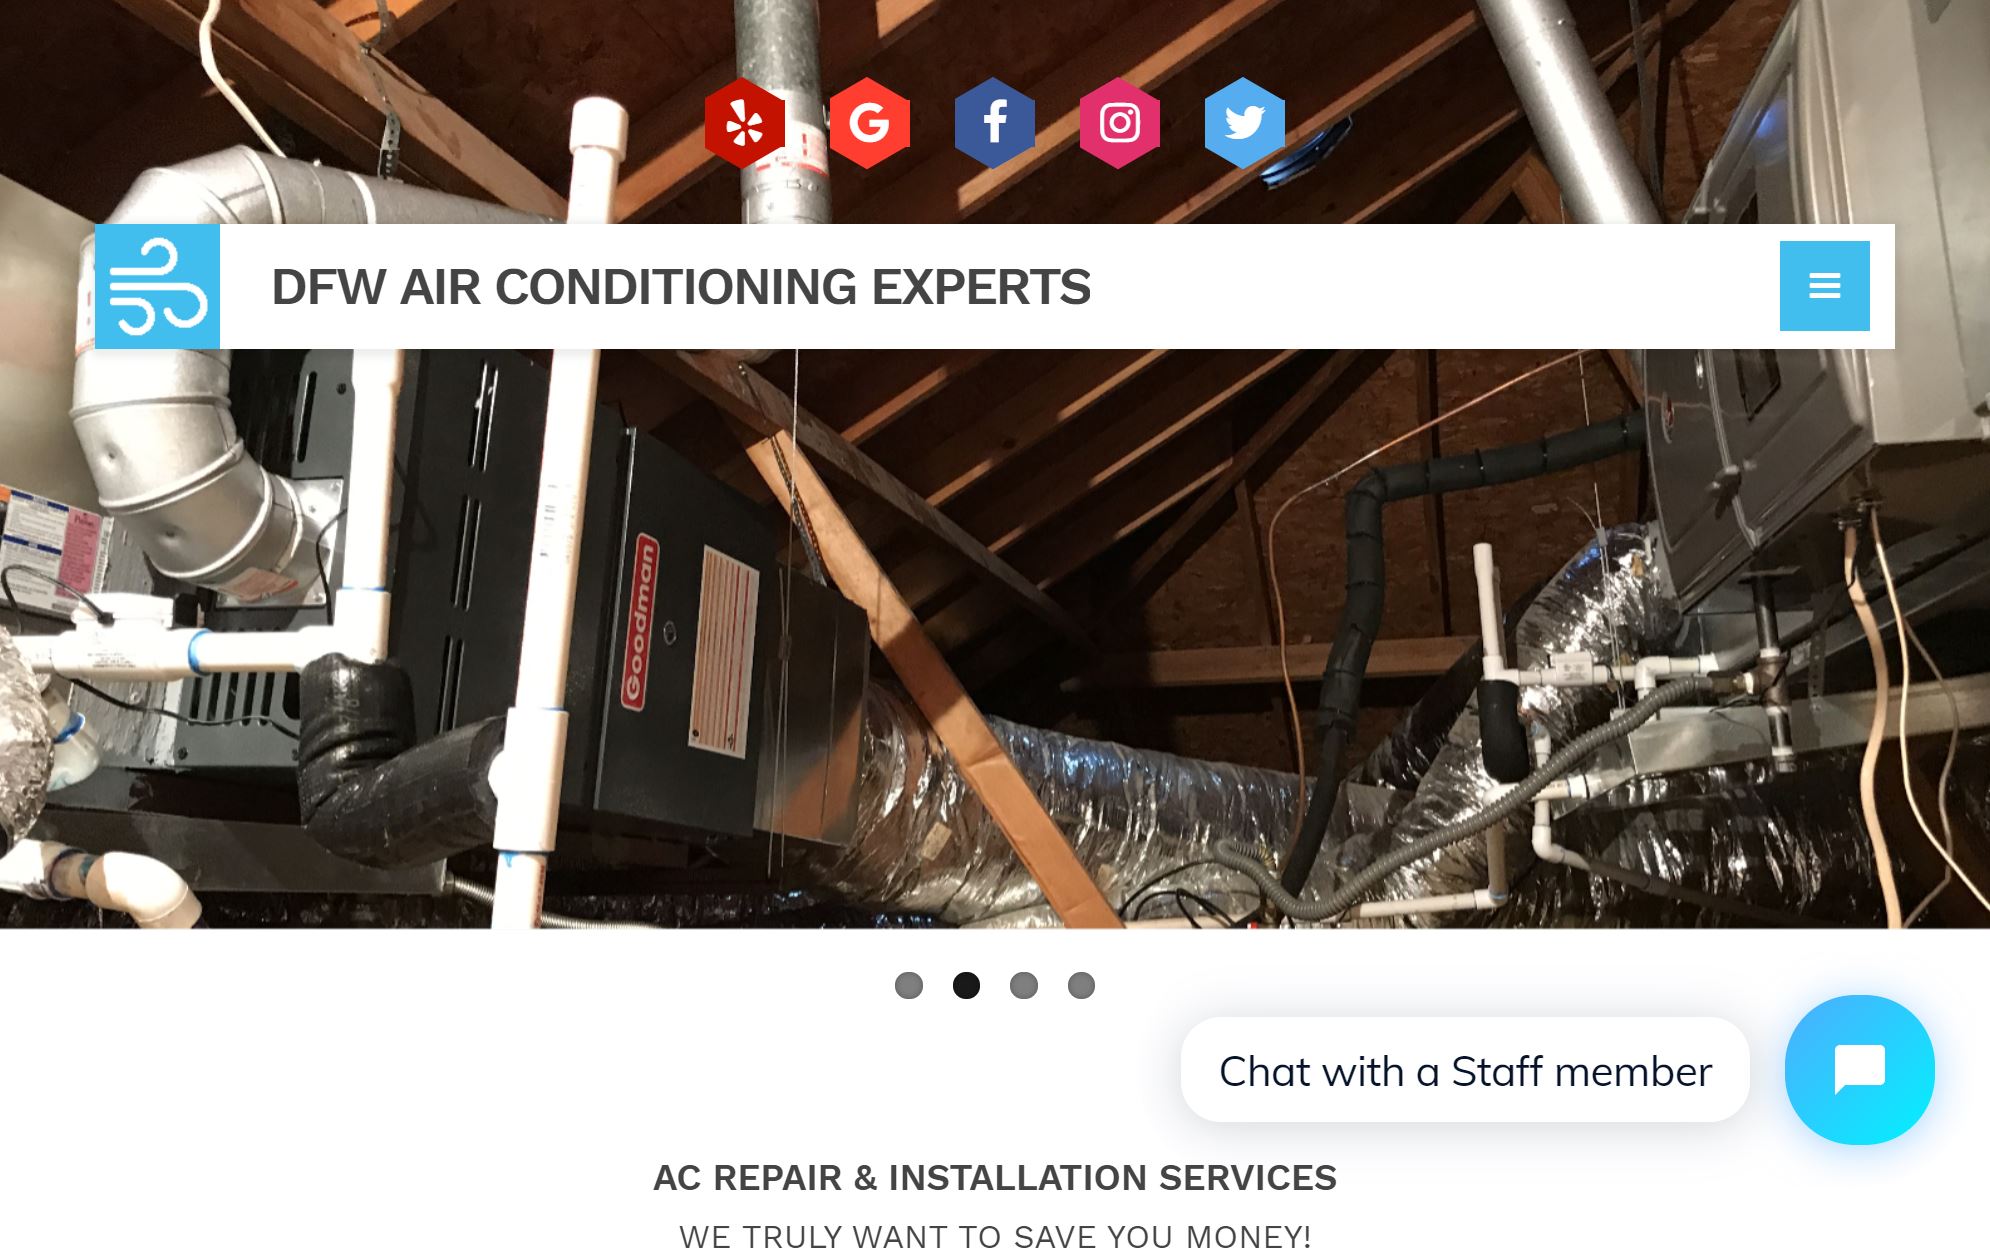 DFW AIR CONDITIONING EXPERTS
Goodman
Chat with a Staff member
AC REPAIR & INSTALLATION SERVICES
WE TRULY WANT TO SAVE YOU MONEY!